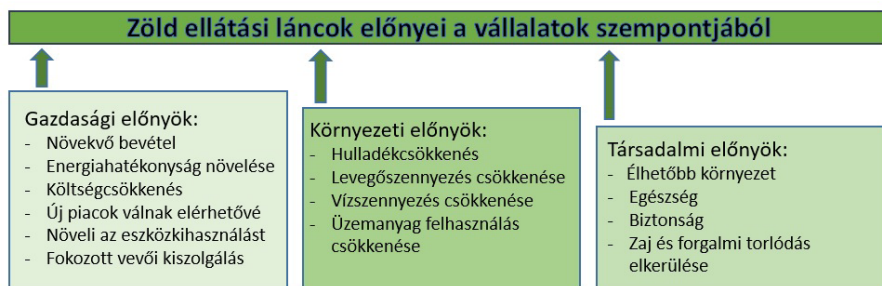 Zöld ellátási láncok előnyei a vállalatok szempontjából
Gazdasági előnyök:
- Növekvő bevétel
- Energiahatékonyság növelése
- Költségcsökkenés
- Új piacok válnak elérhetővé
- Növeli az eszközkihasználást
- Fokozott vevői kiszolgálás
Környezeti előnyök:
- Hulladékcsökkenés
- Levegőszennyezés csökkenése
- Vízszennyezés csökkenése
- Üzemanyag felhasználás
csökkenése
Társadalmi előnyök:
- Élhetőbb környezet
- Egészség
- Biztonság
- Zaj és forgalmi torlódás
elkerülése